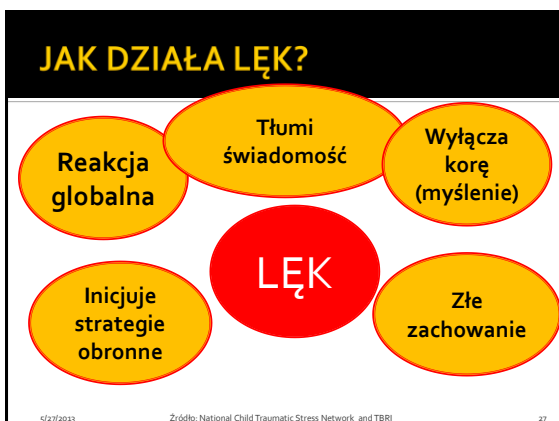 JAK DZIAŁA LĘK?
Tłumi
świadomość
Reakcja
globalna
Wyłącza
korę
(myślenie)
LĘK
Inicjuje
strategie
obronne
Złe
zachowanie
5/27/2013
Źródło: National Child Traumatic Stress Network and TBRI
27